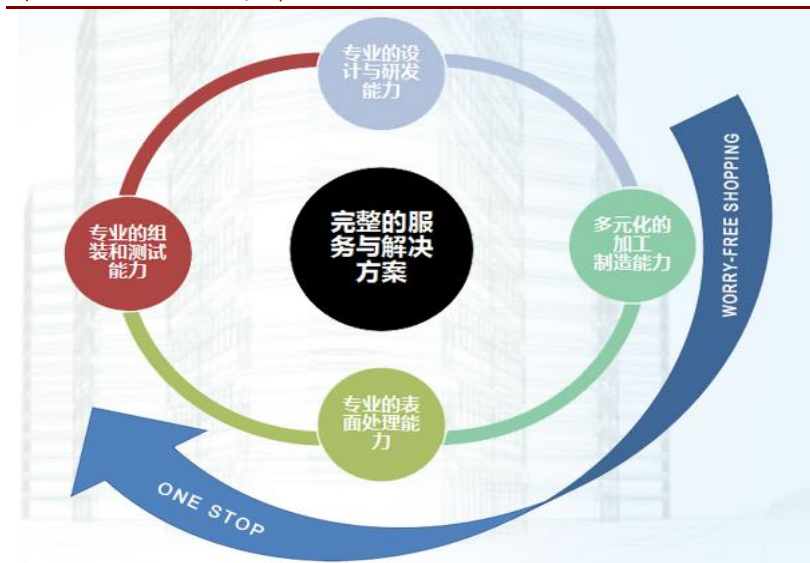 专业的设
计与研发
能力
专业的组
装和测试
能力
完整的服
务与解决
方案
多元化的
加工
制造能力
专业的表
面处理能
力
WORRY-FREE SHOPPING
ONE STOP